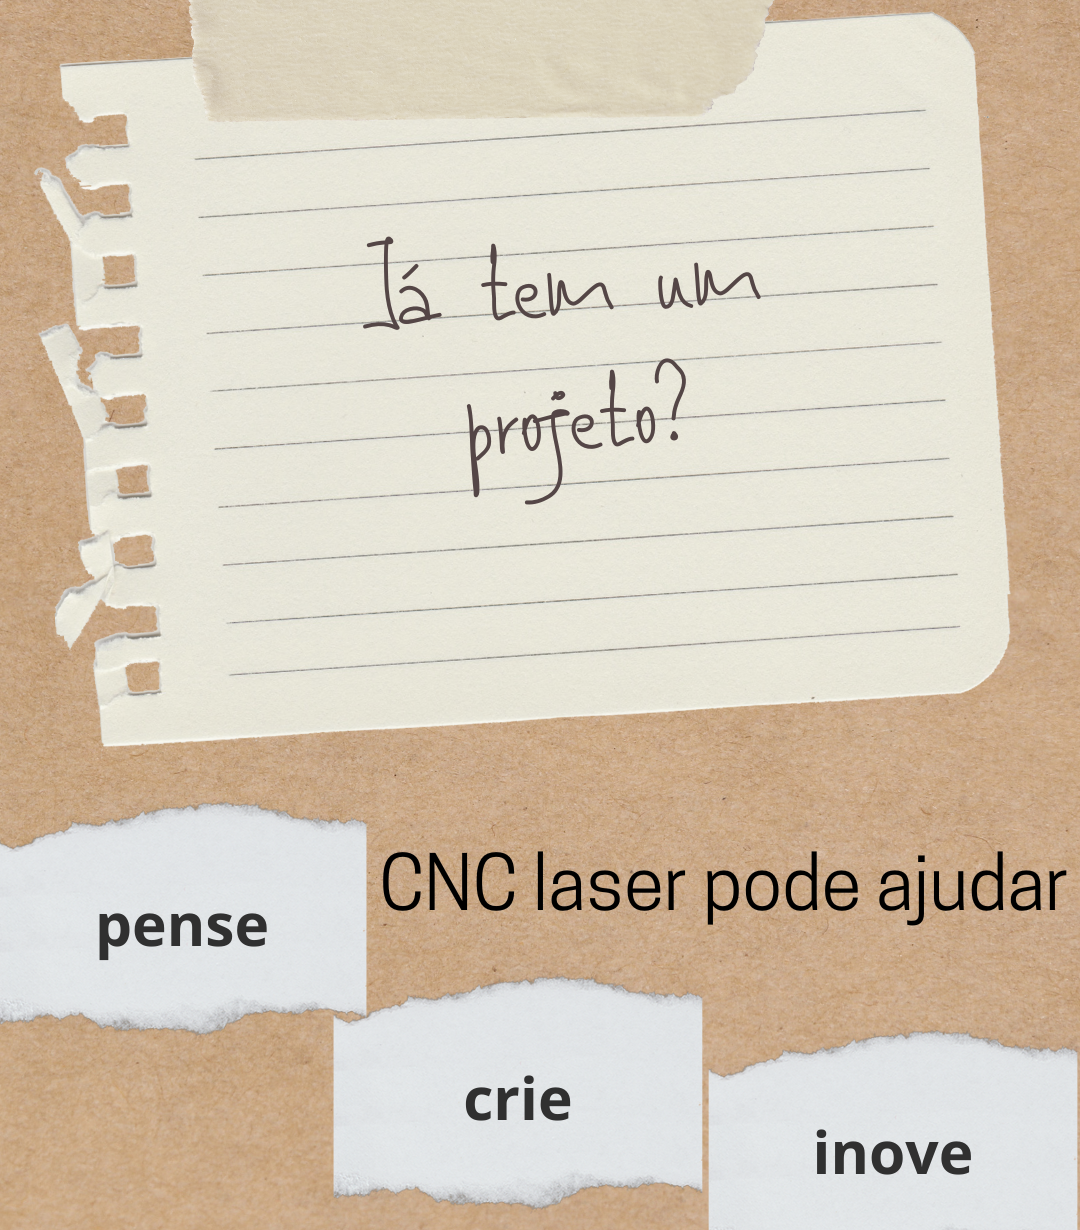 Já tem um
projeto?
CNC laser pode ajudar
pense
crie
inove